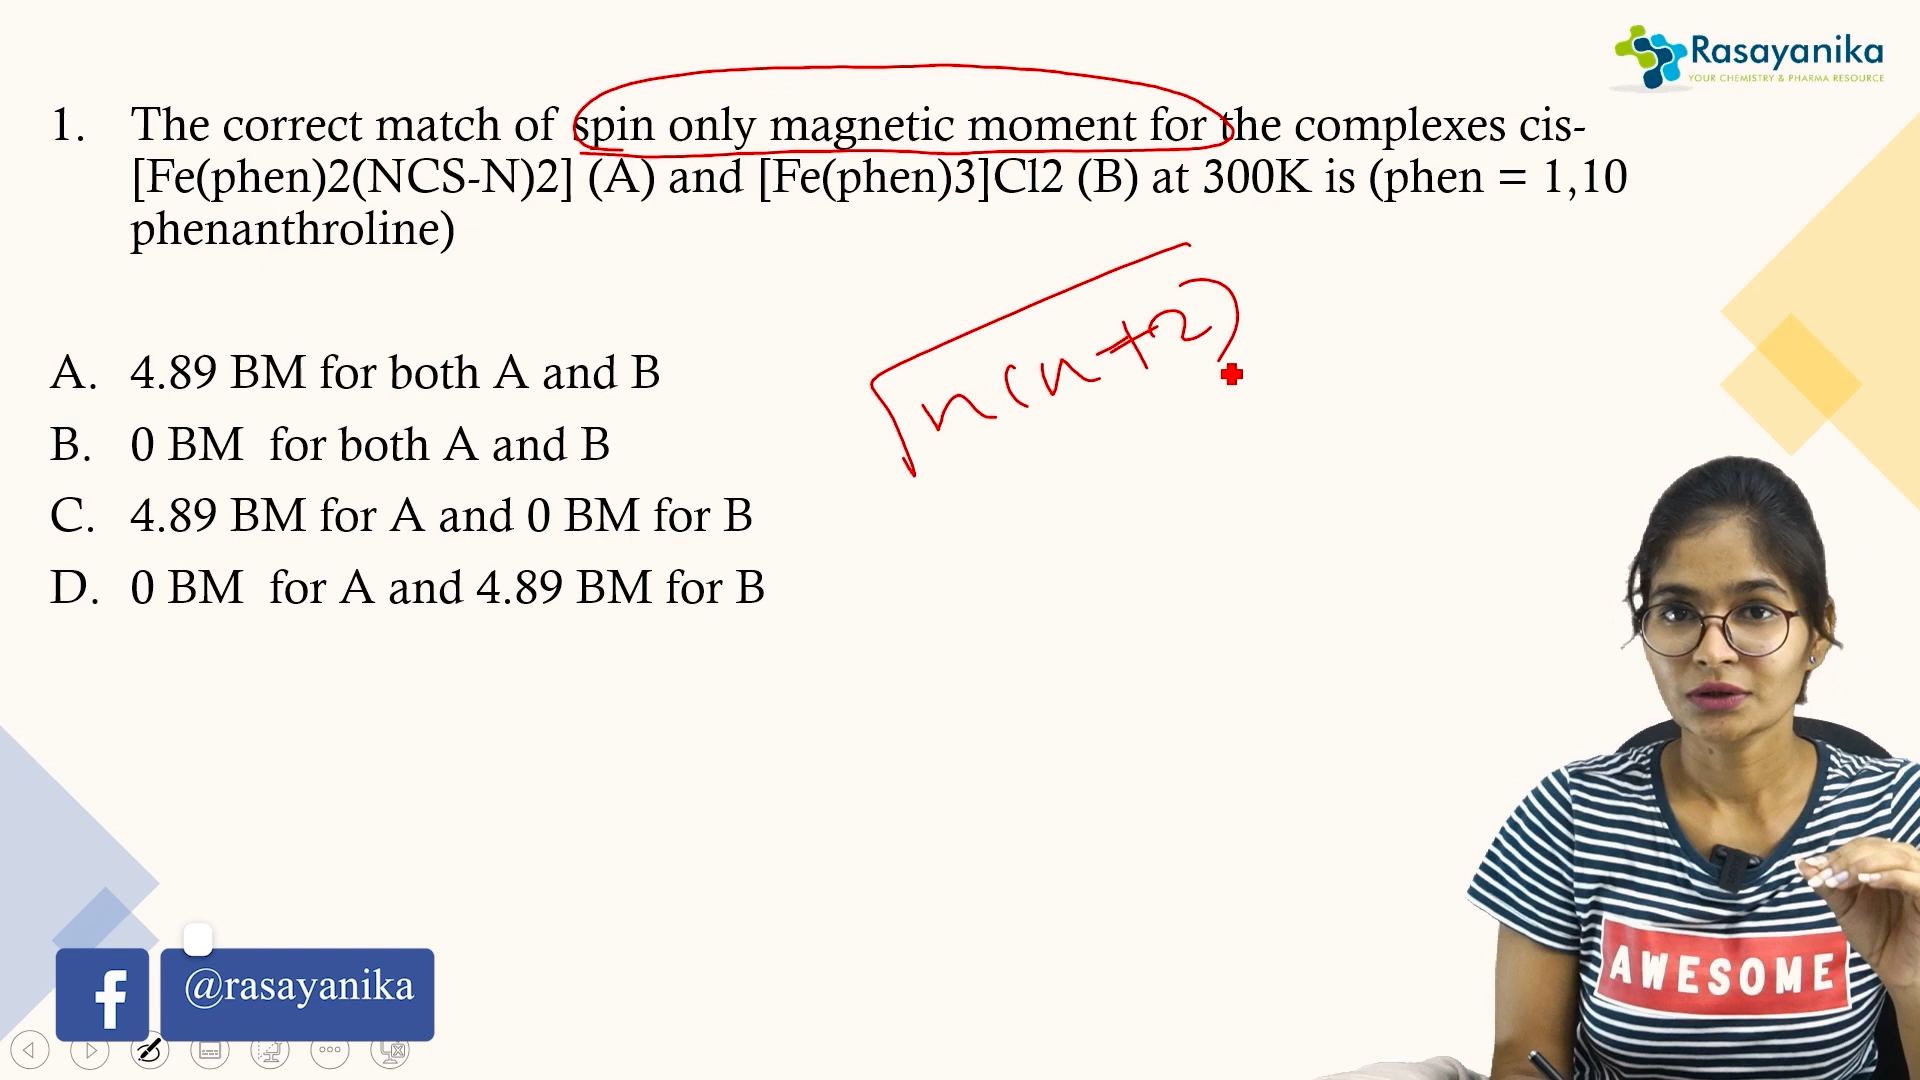 Rasayanika
YOUR CHEMISTRY & PHARMA RESOURCE
1. The correct match of spin only magnetic moment for the complexes cis-
[Fe(phen)2(NCS-N)2] (A) and [Fe(phen)3]Cl2 (B) at 300K is (phen = 1,10
phenanthroline)
√n(n+2)
A. 4.89 BM for both A and B
B. 0 BM for both A and B
C. 4.89 BM for A and 0 BM for B
D. 0 BM for A and 4.89 BM for B
AWESOME
f @rasayanika